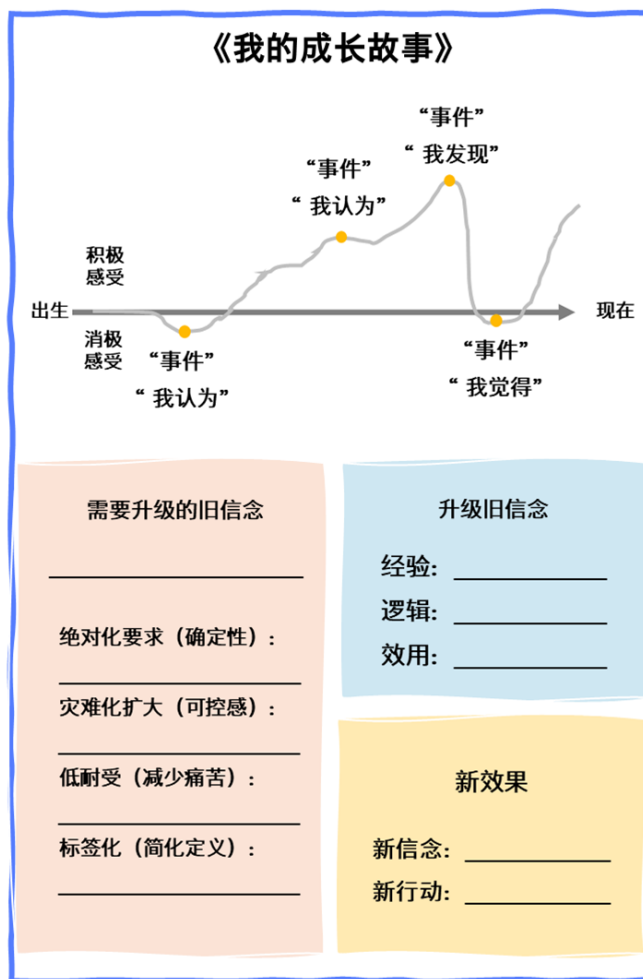 《我的成长故事》
“事件”
“ 我发现”
“事件”
“ 我认为”
积极
感受
出生
现在
消极
感受
“事件”
“ 我认为”
“事件”
“ 我觉得”
需要升级的旧信念
绝对化要求（确定性）:
灾难化扩大（可控感）:
低耐受（减少痛苦）:
标签化（简化定义）:
升级旧信念
经验:
逻辑:
效用:
新效果
新信念:
新行动: